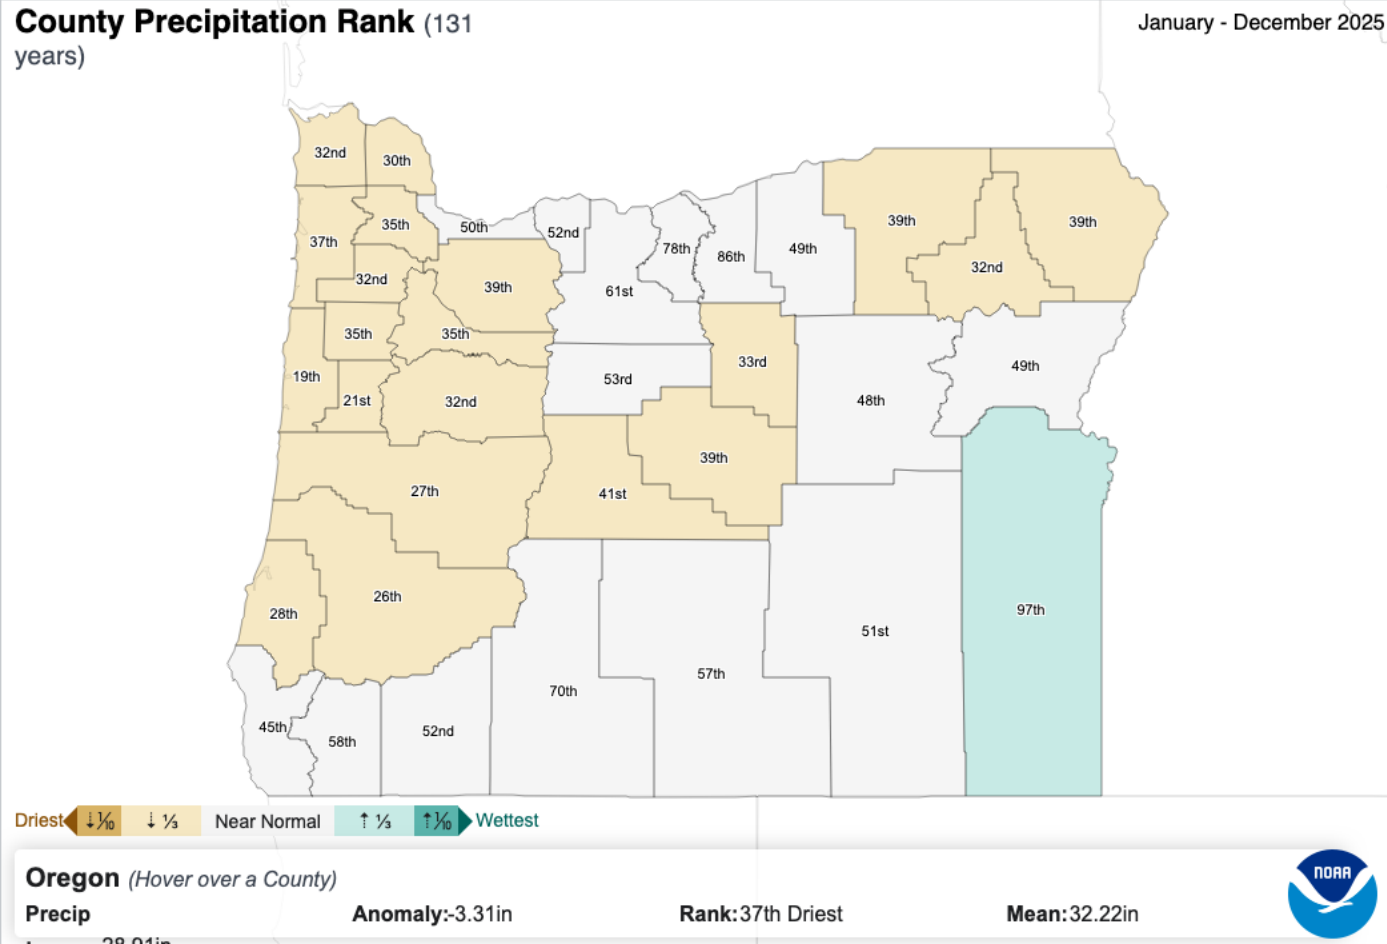 County Precipitation Rank (131
years)
January - December 2025
32nd
30th
35th
37th
50th
52nd
78th
86th
49th
39th
39th
32nd
32nd
39th
61st
35th
35th
33rd
49th
19th
21st
32nd
53rd
48th
27th
41st
39th
28th
26th
51st
97th
70th
57th
45th
58th
52nd
Driest ↓ 1/10 ↓ 1/3 Near Normal ↑ 1/3 ↑ 1/10 Wettest
Oregon (Hover over a County)
Precip Anomaly:-3.31in Rank:37th Driest Mean:32.22in
28.91in
NOAA